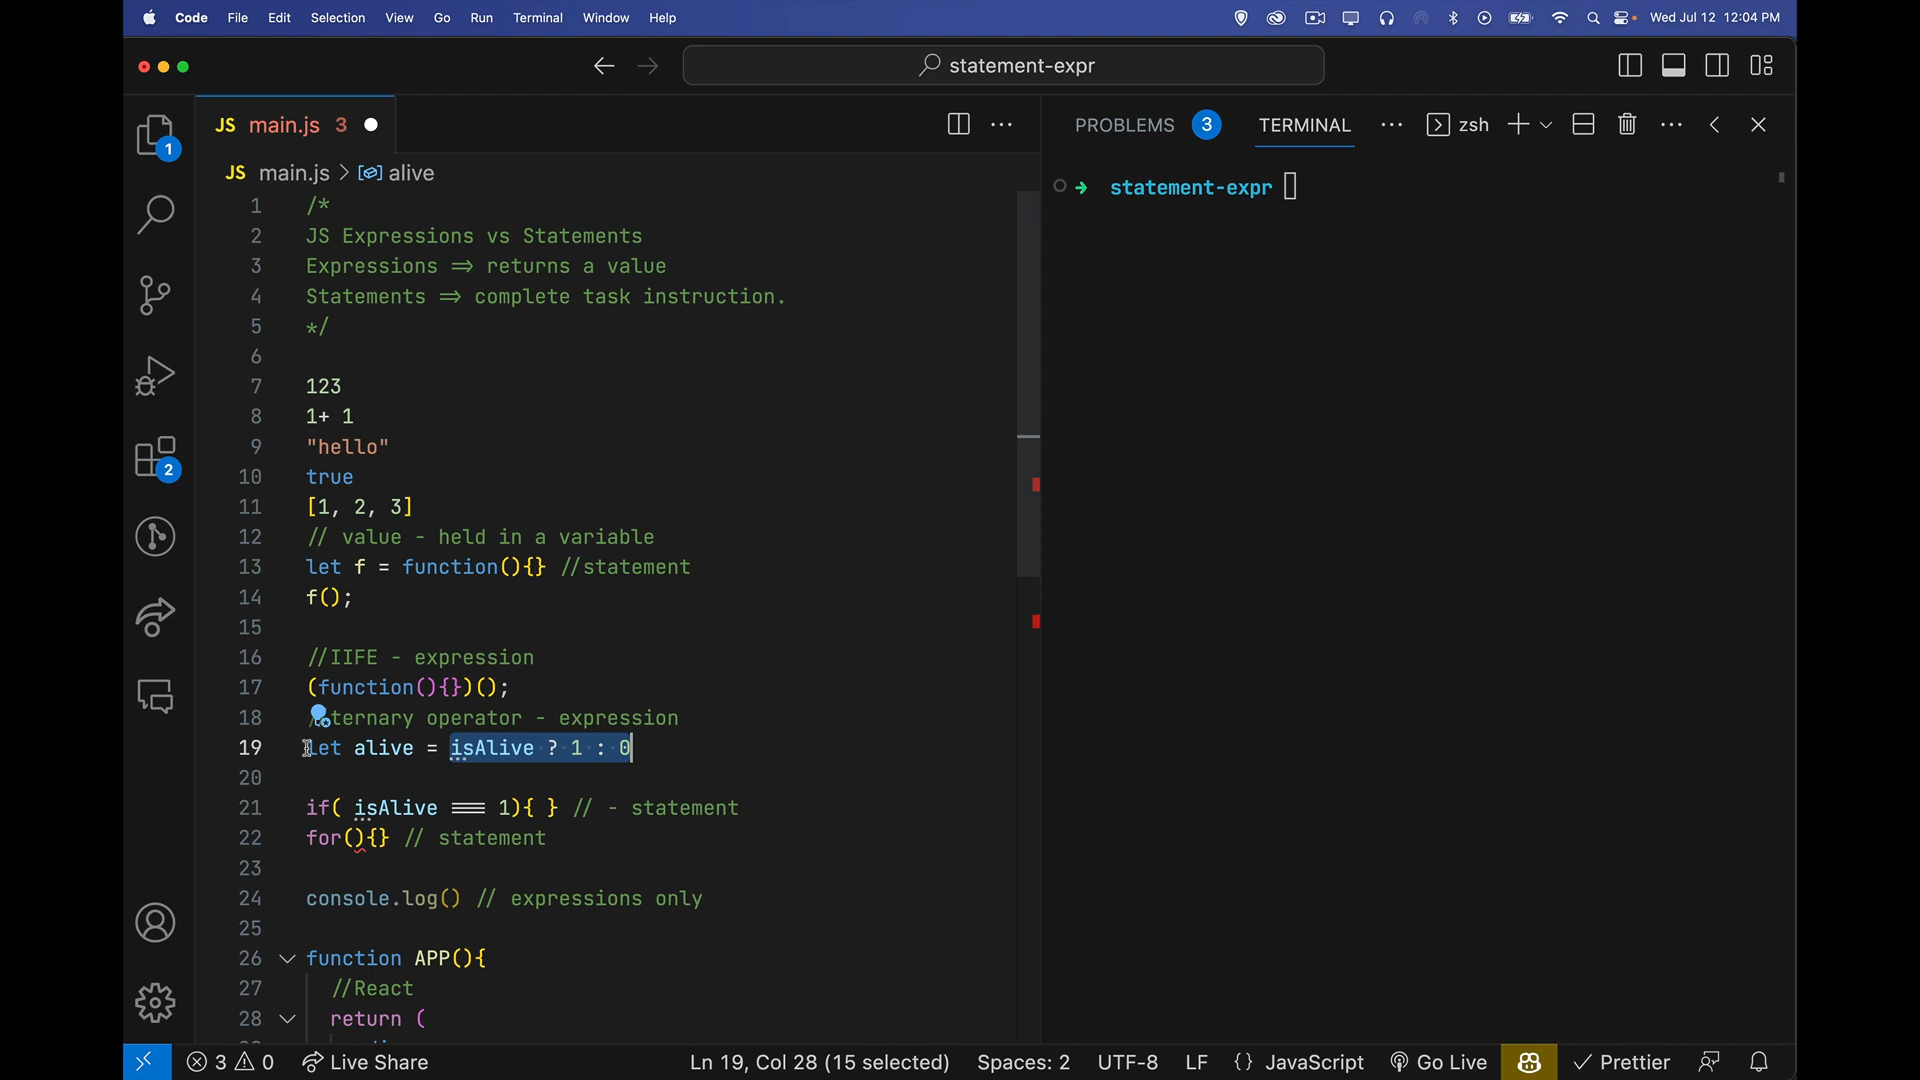 Code File Edit Selection View Go Run Terminal Window Help Wed Jul 12 12:04 PM
statement-expr
JS main.js 3
PROBLEMS 3 TERMINAL zsh
JS main.js > alive
1
2
statement-expr
1 /*
2 JS Expressions vs Statements
3 Expressions => returns a value
4 Statements => complete task instruction.
5 */
6
7 123
8 1+ 1
9 "hello"
10 true
11 [1, 2, 3]
12 // value - held in a variable
13 let f = function(){} //statement
14 f();
15
16 //IIFE - expression
17 (function(){})();
18 //ternary operator - expression
19 let alive = isAlive ? 1 : 0
20
21 if( isAlive === 1){ } // - statement
22 for(){} // statement
23
24 console.log() // expressions only
25
26 function APP(){
27 //React
28 return (
3 0 Live Share Ln 19, Col 28 (15 selected) Spaces: 2 UTF-8 LF {} JavaScript Go Live Prettier